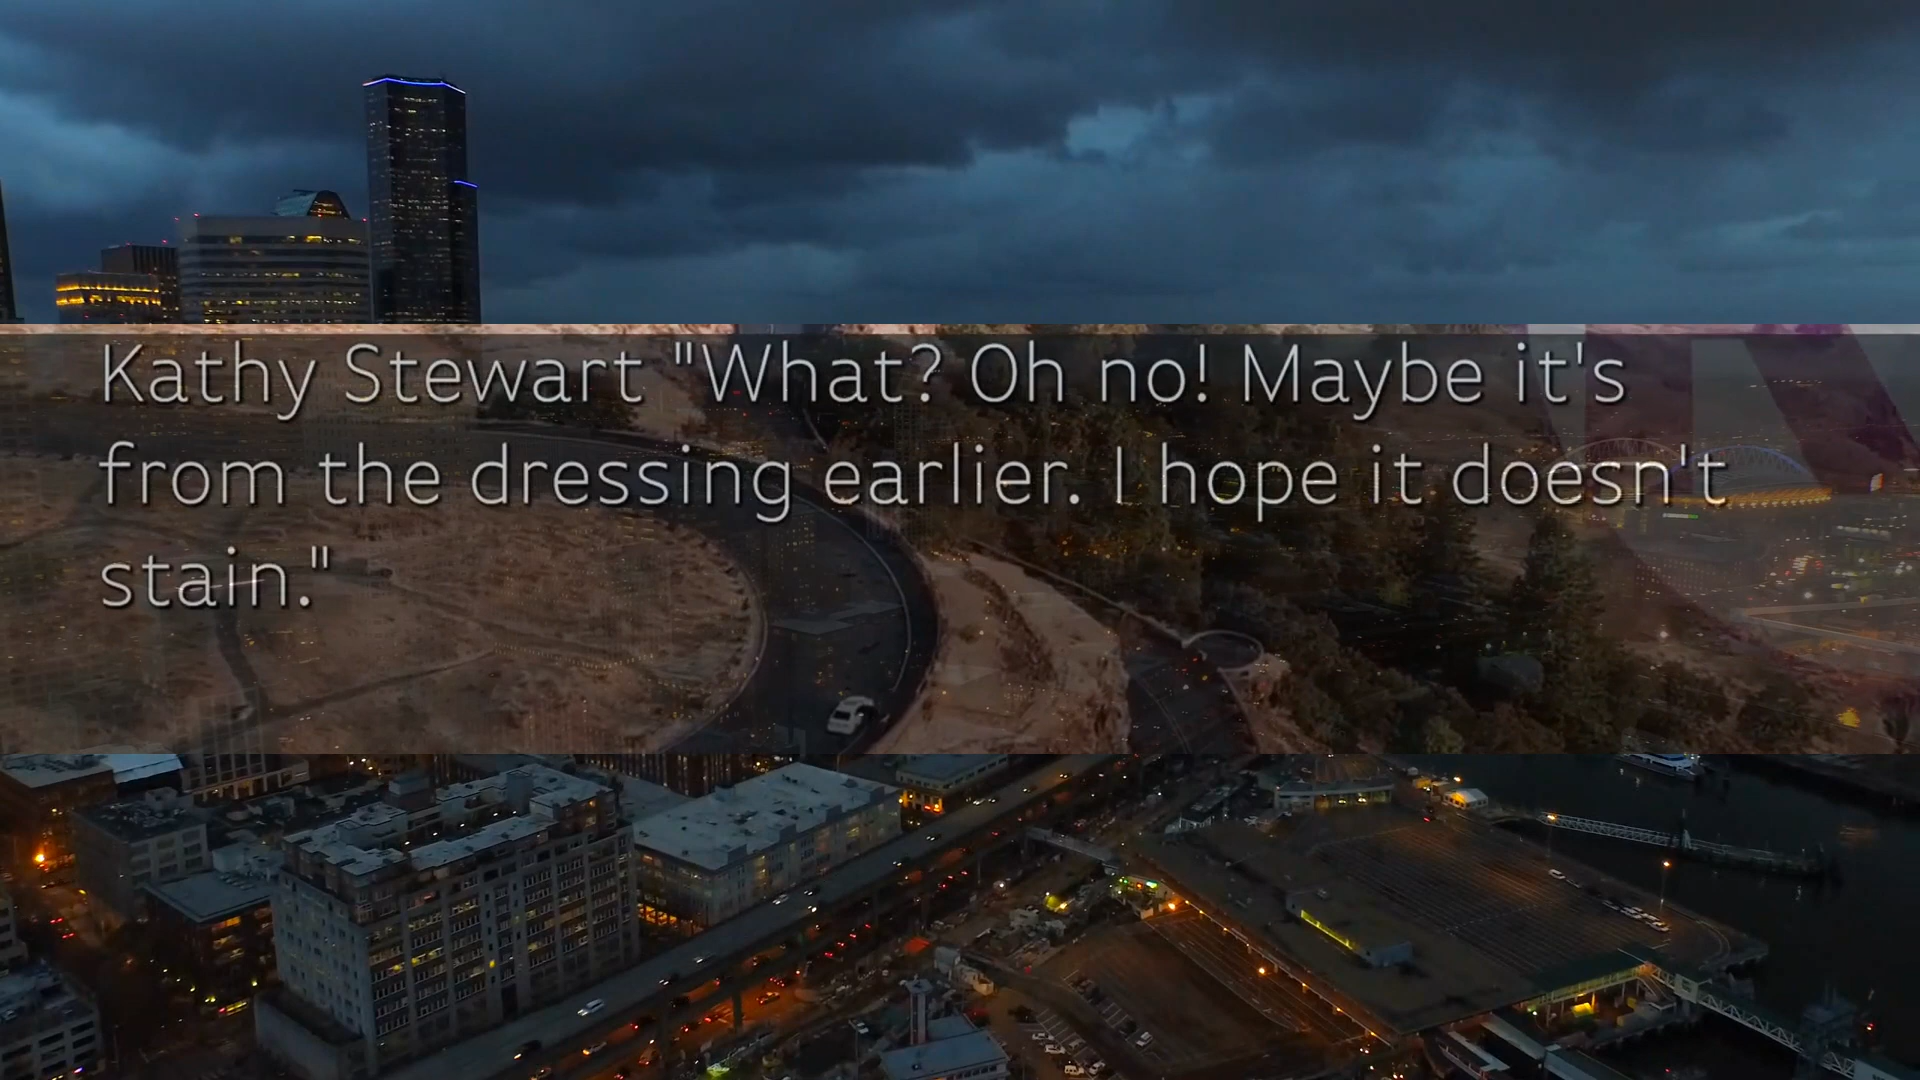 Kathy Stewart "What? Oh no! Maybe it's
from the dressing earlier. I hope it doesn't
stain."